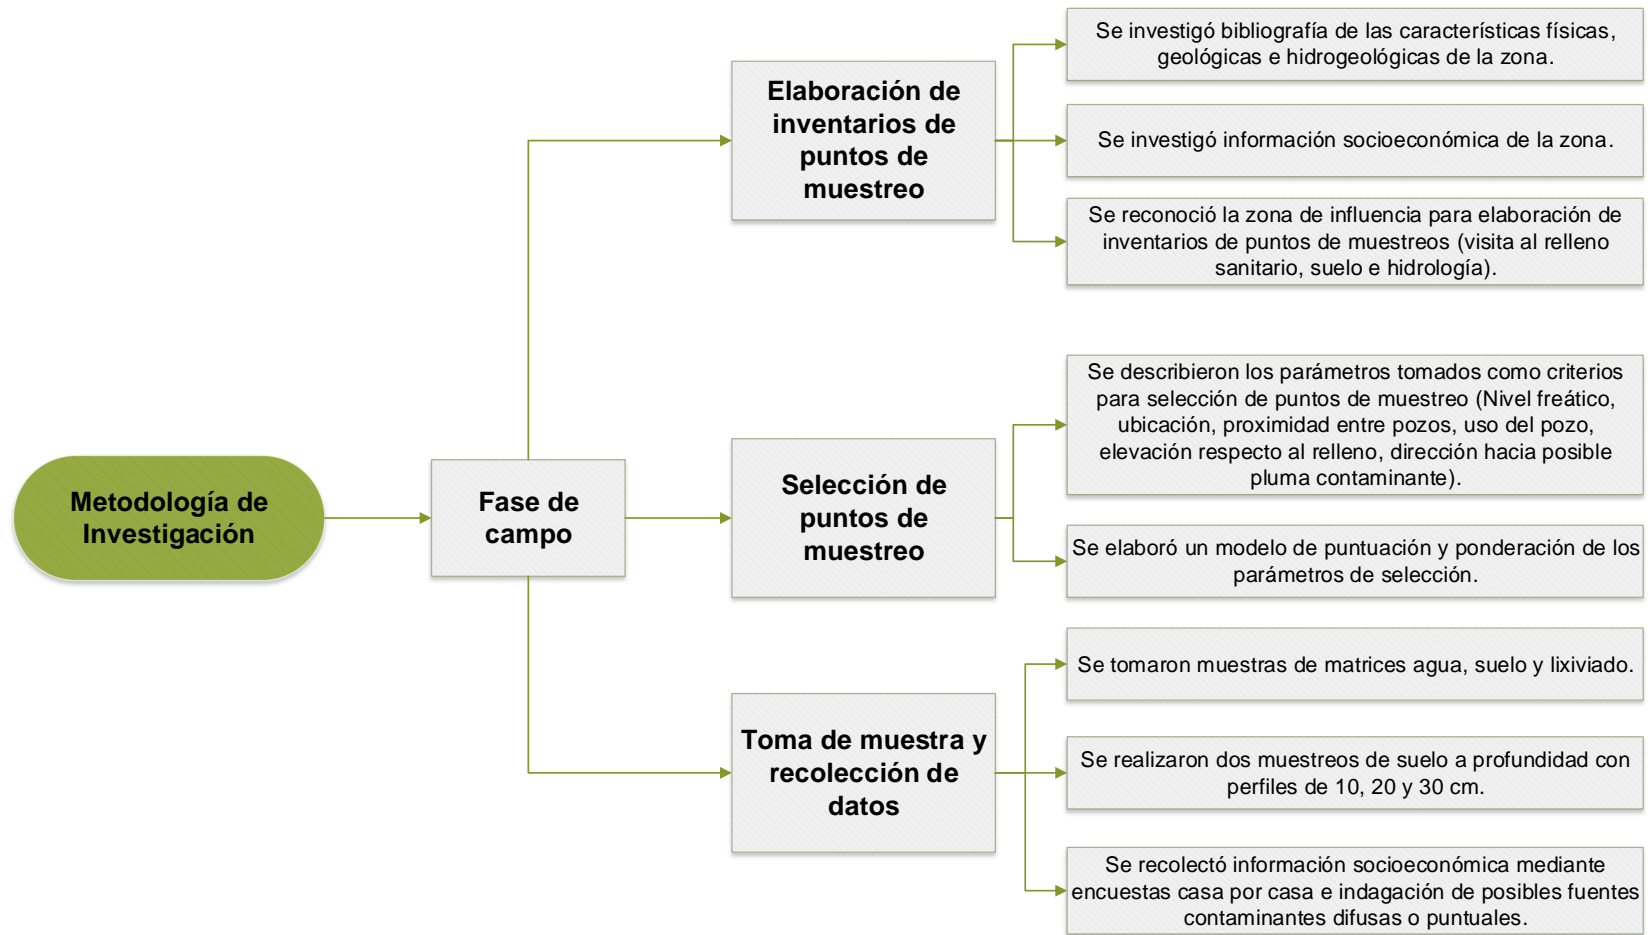 Metodología de
Investigación
Fase de
campo
Elaboración de
inventarios de
puntos de
muestreo
Se investigó bibliografía de las características físicas,
geológicas e hidrogeológicas de la zona.
Se investigó información socioeconómica de la zona.
Se reconoció la zona de influencia para elaboración de
inventarios de puntos de muestreos (visita al relleno
sanitario, suelo e hidrología).
Selección de
puntos de
muestreo
Se describieron los parámetros tomados como criterios
para selección de puntos de muestreo (Nivel freático,
ubicación, proximidad entre pozos, uso del pozo,
elevación respecto al relleno, dirección hacia posible
pluma contaminante).
Se elaboró un modelo de puntuación y ponderación de los
parámetros de selección.
Toma de muestra y
recolección de
datos
Se tomaron muestras de matrices agua, suelo y lixiviado.
Se realizaron dos muestreos de suelo a profundidad con
perfiles de 10, 20 y 30 cm.
Se recolectó información socioeconómica mediante
encuestas casa por casa e indagación de posibles fuentes
contaminantes difusas o puntuales.